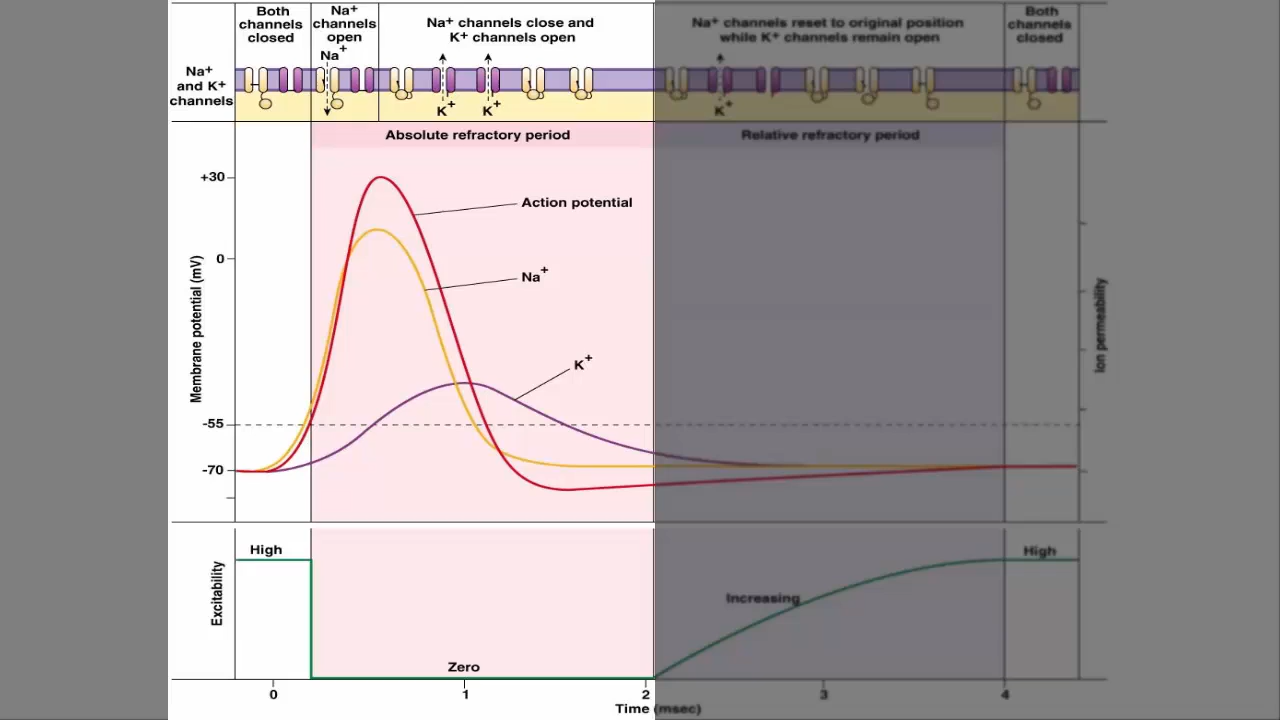 Both
channels
closed
Na+
channels
open
Na+ channels close and
K+ channels open
Na+ channels reset to original position
while K+ channels remain open
Both
channels
closed
Na+
and K+
channels
Na+
K+
K+
K+
Absolute refractory period
Relative refractory period
+30
Action potential
0
Na+
K+
-55
-70
Membrane potential (mV)
Ion permeability
High
High
Excitability
Increasing
Zero
0 1 2 3 4
Time (msec)